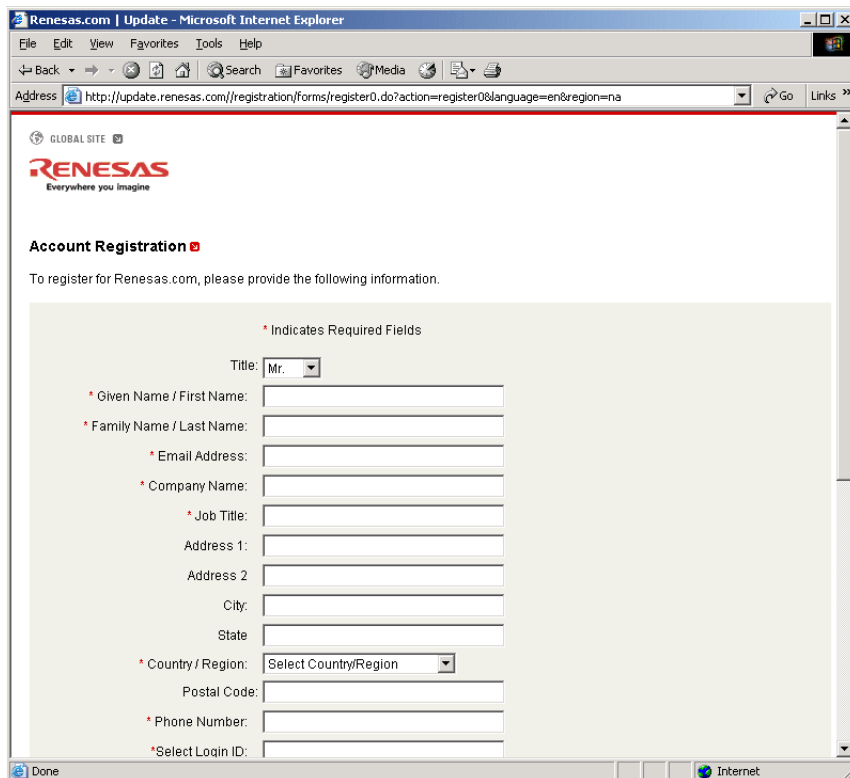 Renesas.com | Update - Microsoft Internet Explorer
File Edit View Favorites Tools Help
Back Search Favorites Media
Address http://update.renesas.com//registration/forms/register0.do?action=register0&language=en&region=na Go Links »
GLOBAL SITE
RENESAS
Everywhere you imagine
Account Registration
To register for Renesas.com, please provide the following information.
* Indicates Required Fields
Title: Mr.
* Given Name / First Name:
* Family Name / Last Name:
* Email Address:
* Company Name:
* Job Title:
Address 1:
Address 2
City:
State
* Country / Region: Select Country/Region
Postal Code:
* Phone Number:
*Select Login ID:
Done Internet